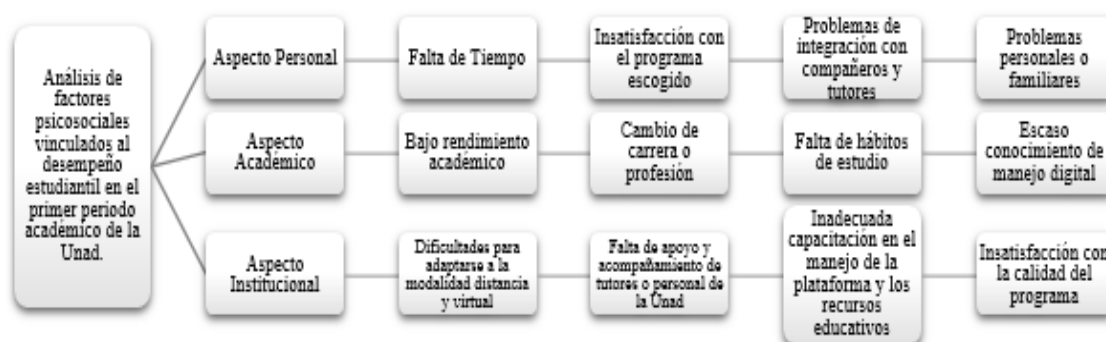 Análisis de
factores
psicosociales
vinculados al
desempeño
estudiantil en el
primer periodo
académico de la
Unad.
Aspecto Personal
Falta de Tiempo
Insatisfacción con
el programa
escogido
Problemas de
integración con
compañeros y
tutores
Problemas
personales o
familiares
Aspecto
Académico
Bajo rendimiento
académico
Cambio de
carrera o
profesión
Falta de hábitos
de estudio
Escaso
conocimiento de
manejo digital
Aspecto
Institucional
Dificultades para
adaptarse a la
modalidad distancia
y virtual
Falta de apoyo y
acompañamiento de
tutores o personal de
la Unad
Inadecuada
capacitación en el
manejo de la
plataforma y los
recursos
educativos
Insatisfacción con
la calidad del
programa